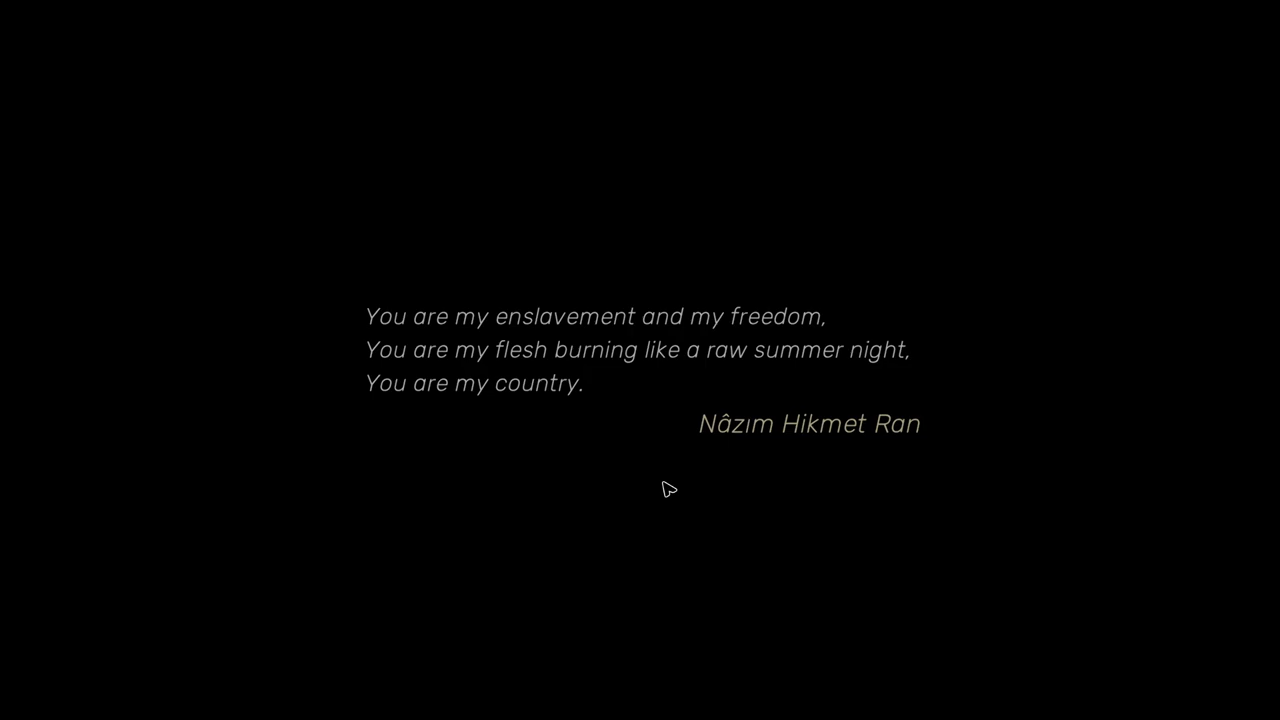 You are my enslavement and my freedom,
You are my flesh burning like a raw summer night,
You are my country.
Nâzım Hikmet Ran